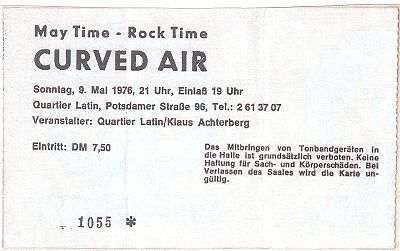 May Time - Rock Time
CURVED AIR
Sonntag, 9. Mai 1976, 21 Uhr, Einlaß 19 Uhr
Quartier Latin, Potsdamer Straße 96, Tel.: 2 61 37 07
Veranstalter: Quartier Latin/Klaus Achterberg
Eintritt: DM 7,50
Das Mitbringen von Tonbandgeräten in
die Halle ist grundsätzlich verboten. Keine
Haftung für Sach- und Körperschäden. Bei
Verlassen des Saales wird die Karte un-
gültig.
1055 *